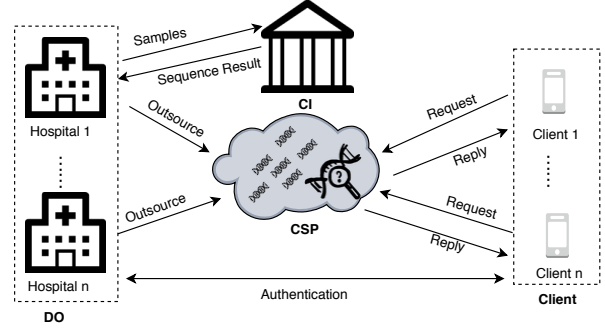 Samples
Sequence Result
CI
Hospital 1
Outsource
Request
Client 1
Reply
?
Outsource
CSP
Request
Reply
Hospital n
Client n
Authentication
Client
DO